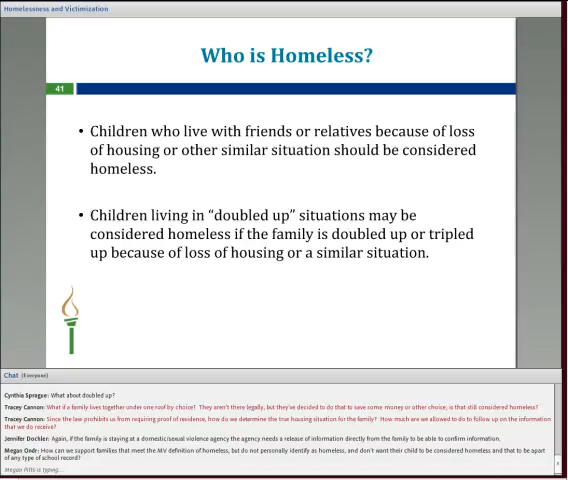 Homelessness and Victimization
Who is Homeless?
41
• Children who live with friends or relatives because of loss
of housing or other similar situation should be considered
homeless.
• Children living in “doubled up” situations may be
considered homeless if the family is doubled up or tripled
up because of loss of housing or a similar situation.
Chat (Everyone)
Cynthia Sprague: What about doubled up?
Tracey Cannon: What if a family lives together under one roof by choice? They aren't there legally, but they've decided to do that to save some money or other choice, is that still considered homeless?
Tracey Cannon: Since the law prohibits us from requiring proof of residence, how do we determine the true housing situation for the family? How much are we allowed to do to follow up on the information
that we do receive?
Jennifer Dochler: Again, if the family is staying at a domestic/sexual violence agency the agency needs a release of information directly from the family to be able to confirm information.
Megan Ondr: How can we support families that meet the MV definition of homeless, but do not personally identify as homeless, and don't want their child to be considered homeless and that to be apart
of any type of school record?
Megan Pitts is typing...